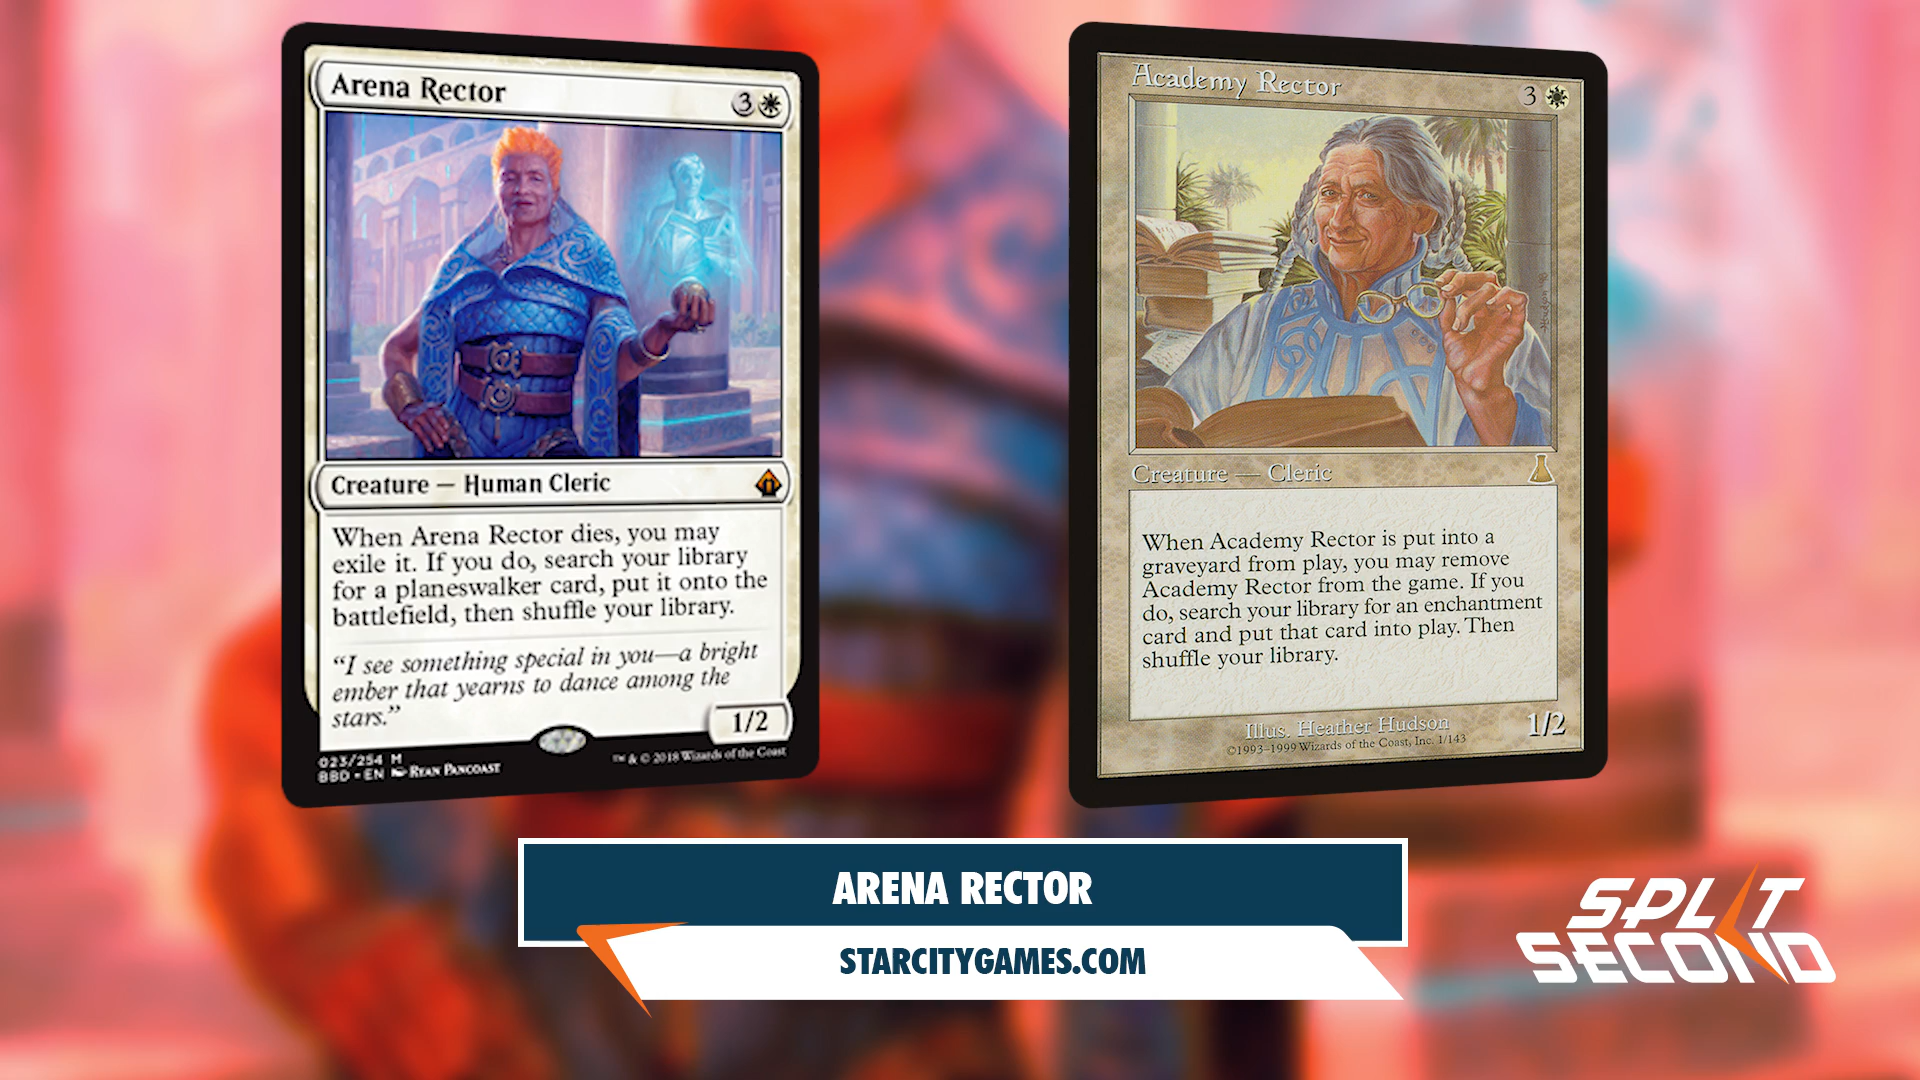 Arena Rector
3
Creature — Human Cleric
When Arena Rector dies, you may
exile it. If you do, search your library
for a planeswalker card, put it onto the
battlefield, then shuffle your library.
“I see something special in you—a bright
ember that yearns to dance among the
stars.”
1/2
023/254 M
BBD • EN Ryan Pancoast
™ & © 2018 Wizards of the Coast
Academy Rector
3
Creature — Cleric
When Academy Rector is put into a
graveyard from play, you may remove
Academy Rector from the game. If you
do, search your library for an enchantment
card and put that card into play. Then
shuffle your library.
Illus. Heather Hudson
©1993–1999 Wizards of the Coast, Inc. 1/143
1/2
ARENA RECTOR
STARCITYGAMES.COM
SPLIT
SECOND